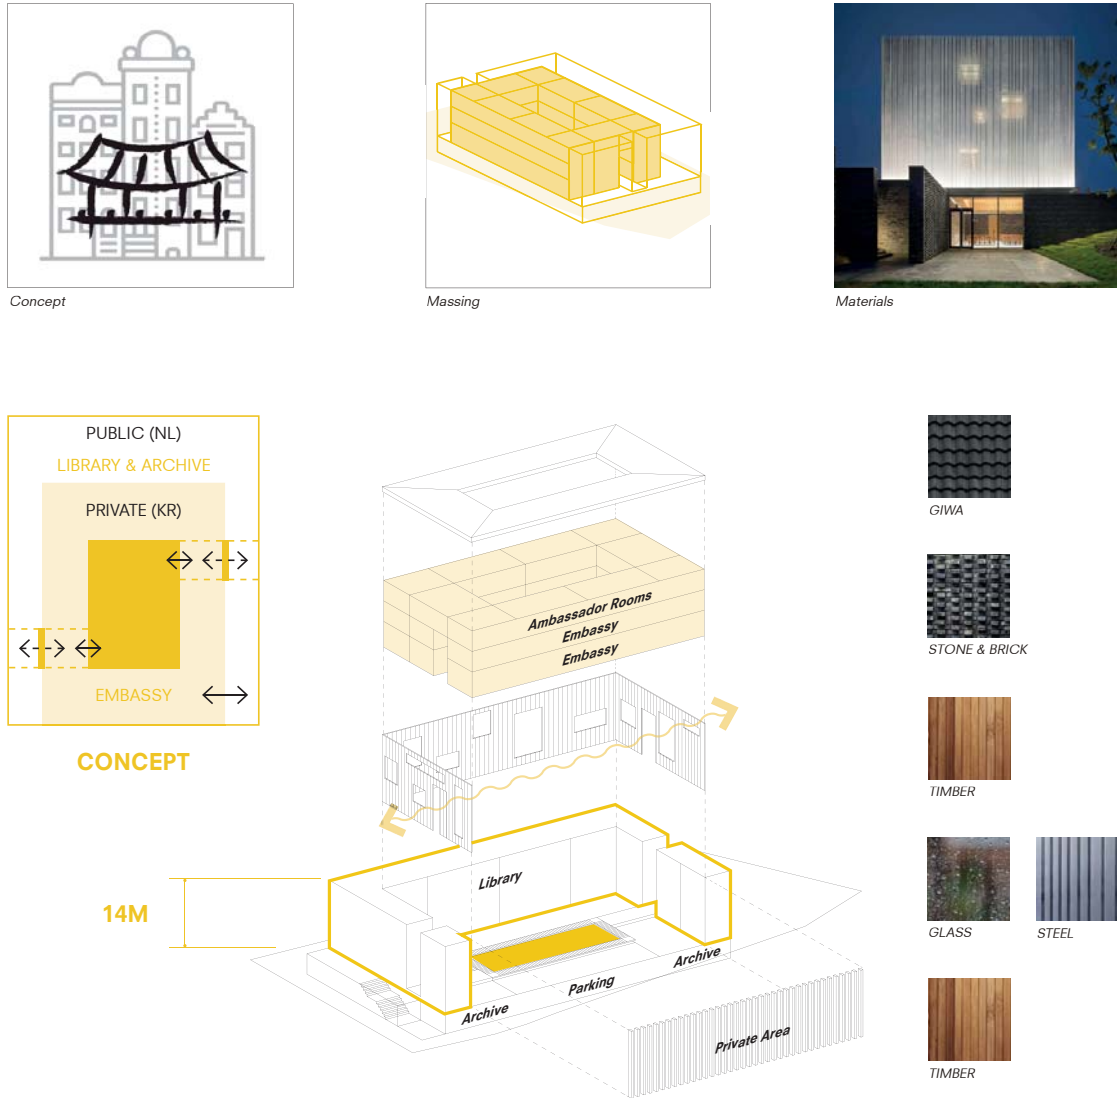 Concept
Massing
Materials
PUBLIC (NL)
LIBRARY & ARCHIVE
PRIVATE (KR)
EMBASSY
CONCEPT
14M
Ambassador Rooms
Embassy
Embassy
Library
Archive
Parking
Archive
Private Area
GIWA
STONE & BRICK
TIMBER
GLASS
STEEL
TIMBER